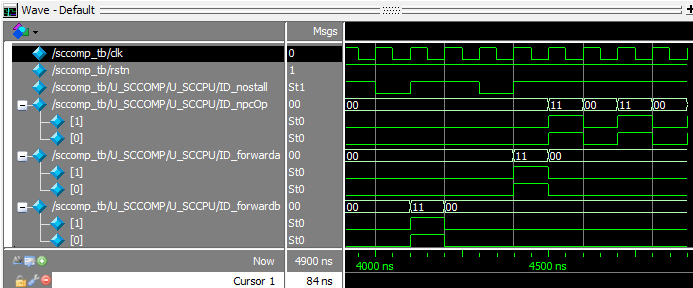 Wave - Default
Msgs
/sccomp_tb/clk 0
/sccomp_tb/rstn 1
/sccomp_tb/U_SCCOMP/U_SCCPU/ID_nostall St1
/sccomp_tb/U_SCCOMP/U_SCCPU/ID_npcOp 00 00 11 00 11 00
[1] St0
[0] St0
/sccomp_tb/U_SCCOMP/U_SCCPU/ID_forwarda 00 00 11 00
[1] St0
[0] St0
/sccomp_tb/U_SCCOMP/U_SCCPU/ID_forwardb 00 00 11 00
[1] St0
[0] St0
Now 4900 ns 4000 ns 4500 ns
Cursor 1 84 ns